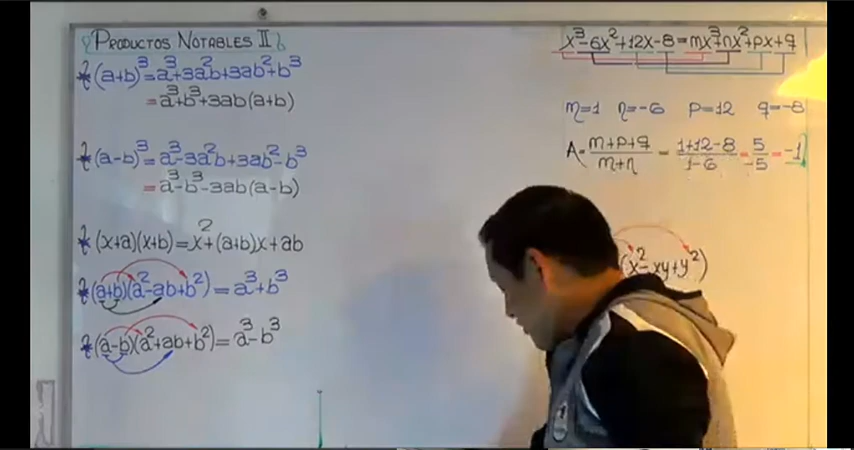 PRODUCTOS NOTABLES II
* (a+b)³=a³+3a²b+3ab²+b³
=a³+b³+3ab(a+b)
* (a-b)³=a³-3a²b+3ab²-b³
=a³-b³-3ab(a-b)
* (x+a)(x+b)=x²+(a+b)x+ab
* (a+b)(a²-ab+b²)=a³+b³
* (a-b)(a²+ab+b²)=a³-b³
x³-6x²+12x-8=mx³+nx²+px+q
m=1 n=-6 p=12 q=-8
A=m+p+q/m+n=1+12-8/1-6=5/-5=-1
(x²-xy+y²)